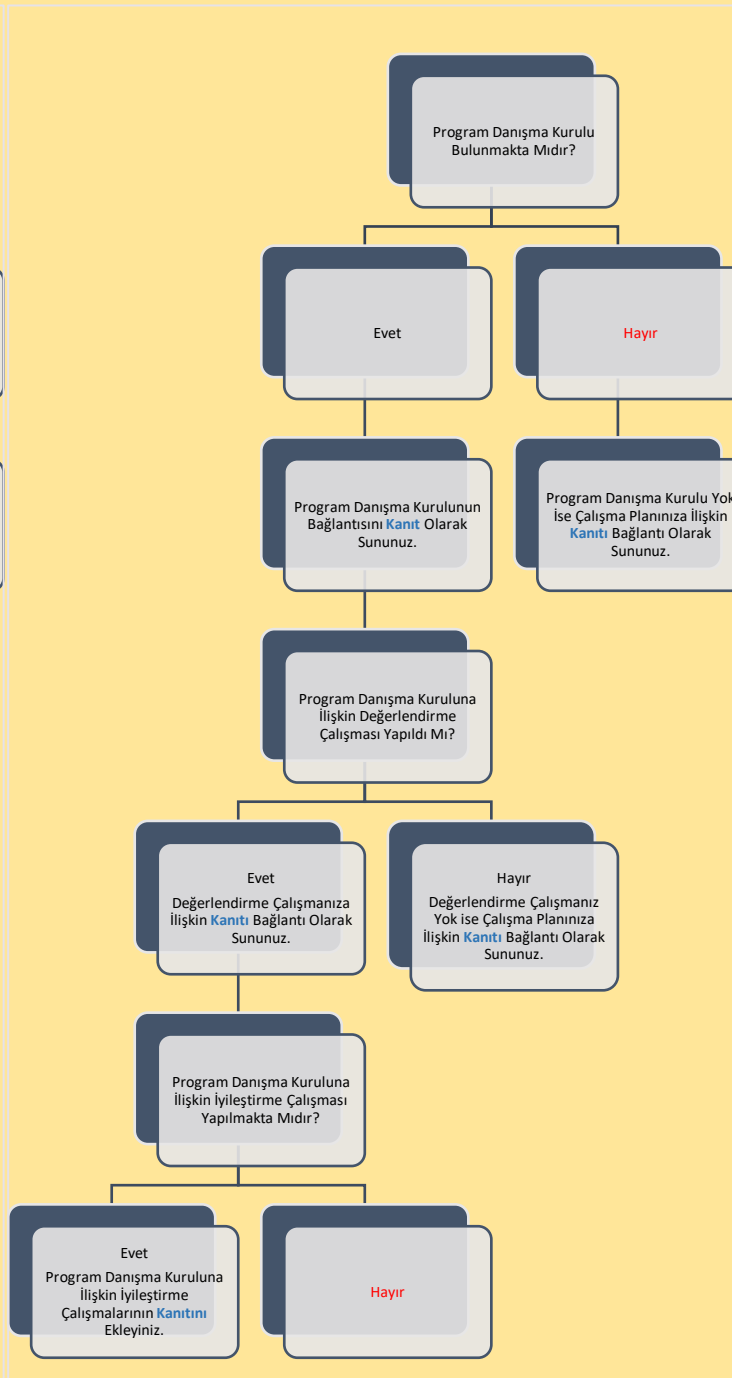 Program Danışma Kurulu
Bulunmakta Mıdır?
Evet
Hayır
Program Danışma Kurulunun
Bağlantısını Kanıt Olarak
Sununuz.
Program Danışma Kurulu Yok
İse Çalışma Planınıza İlişkin
Kanıtı Bağlantı Olarak
Sununuz.
Program Danışma Kuruluna
İlişkin Değerlendirme
Çalışması Yapıldı Mı?
Evet
Değerlendirme Çalışmanıza
İlişkin Kanıtı Bağlantı Olarak
Sununuz.
Hayır
Değerlendirme Çalışmanız
Yok ise Çalışma Planınıza
İlişkin Kanıtı Bağlantı Olarak
Sununuz.
Program Danışma Kuruluna
İlişkin İyileştirme Çalışması
Yapılmakta Mıdır?
Evet
Program Danışma Kuruluna
İlişkin İyileştirme
Çalışmalarının Kanıtını
Ekleyiniz.
Hayır